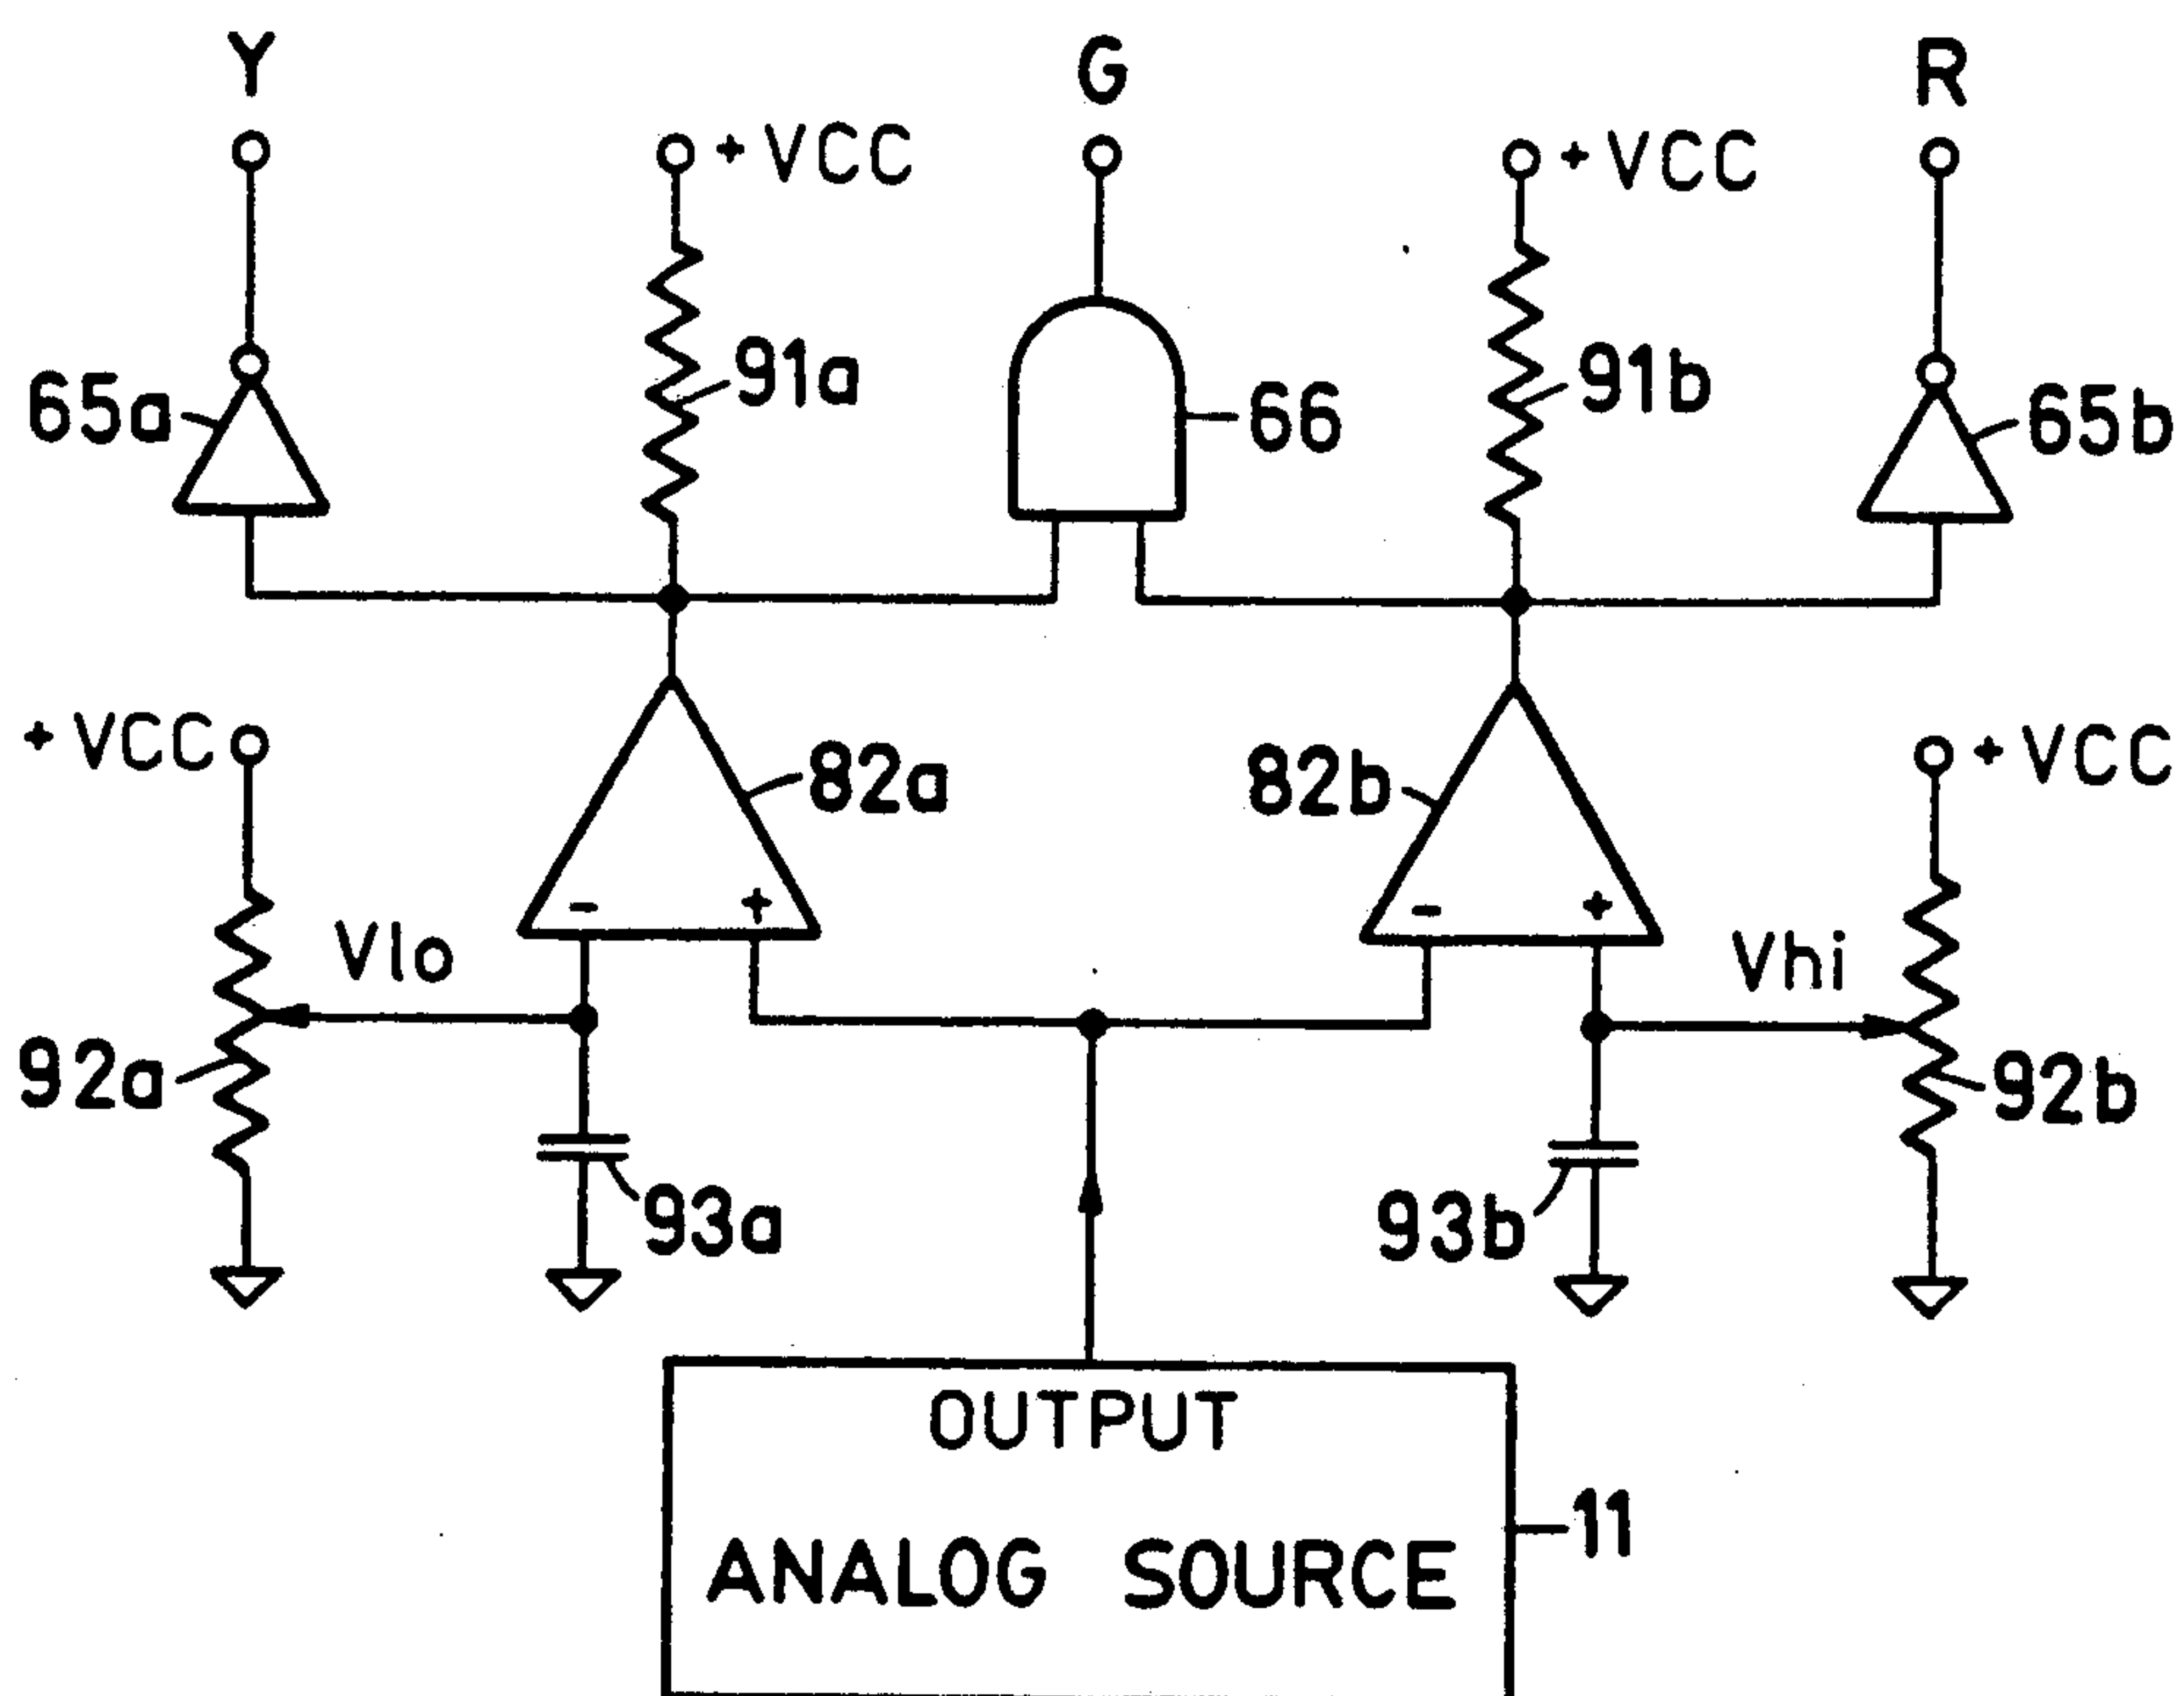 Y G R
+VCC +VCC
65a 91a 66 91b 65b
+VCC 82a 82b +VCC
Vlo - + - + Vhi
92a 92b
93a 93b
OUTPUT
11
ANALOG SOURCE